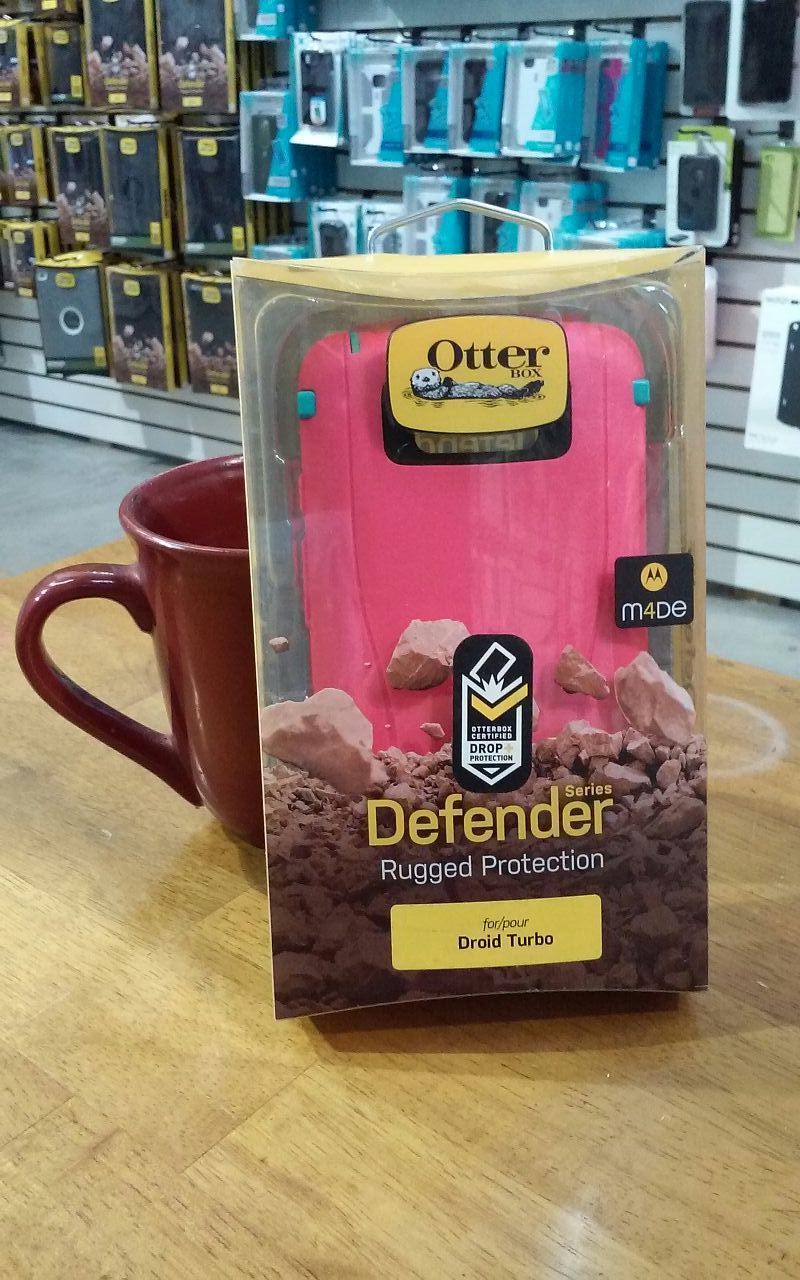 Otter
BOX
M4DE
OTTERBOX
CERTIFIED
DROP+
PROTECTION
Defender Series
Rugged Protection
for/pour
Droid Turbo